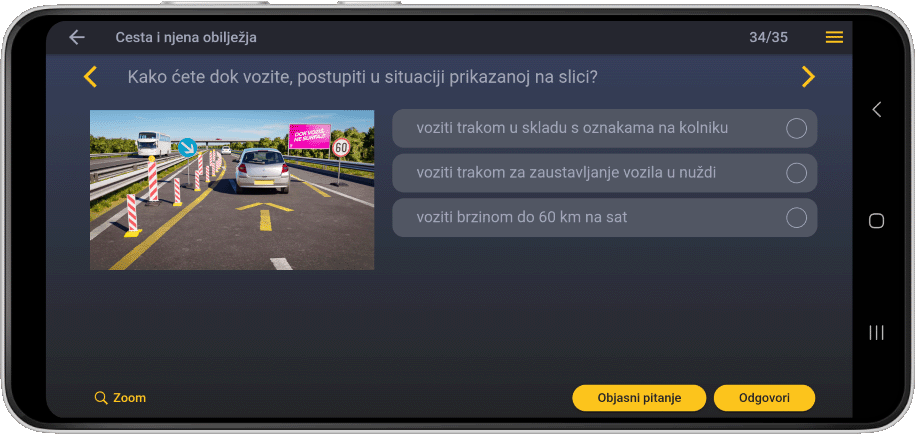 Cesta i njena obilježja
34/35
Kako ćete dok vozite, postupiti u situaciji prikazanoj na slici?
DOK VOZIŠ,
NE SURFAJ!
60
voziti trakom u skladu s oznakama na kolniku
voziti trakom za zaustavljanje vozila u nuždi
voziti brzinom do 60 km na sat
Zoom
Objasni pitanje
Odgovori